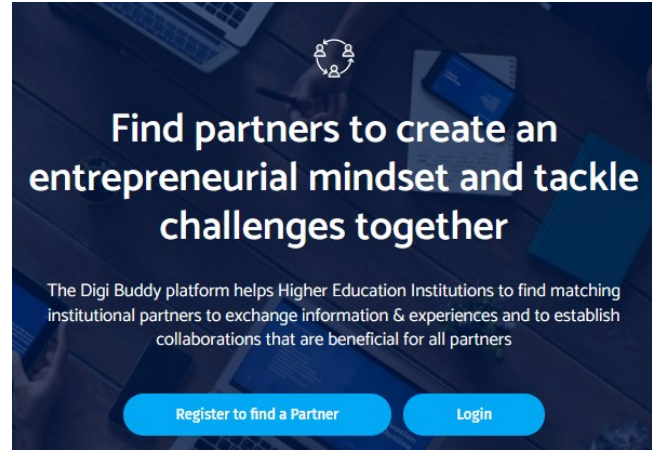 Find partners to create an
entrepreneurial mindset and tackle
challenges together
The Digi Buddy platform helps Higher Education Institutions to find matching
institutional partners to exchange information & experiences and to establish
collaborations that are beneficial for all partners
Register to find a Partner
Login